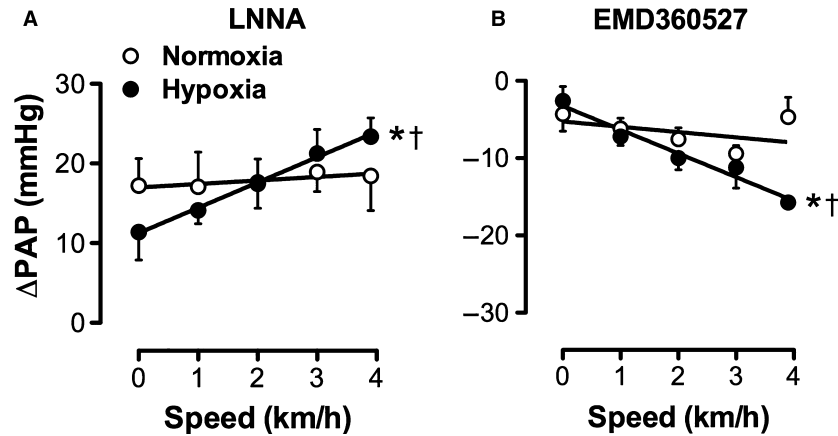 A LNNA
Normoxia
Hypoxia
ΔPAP (mmHg)
30
20
10
0
*†
0 1 2 3 4
Speed (km/h)
B EMD360527
0
–10
–20
–30
*†
0 1 2 3 4
Speed (km/h)